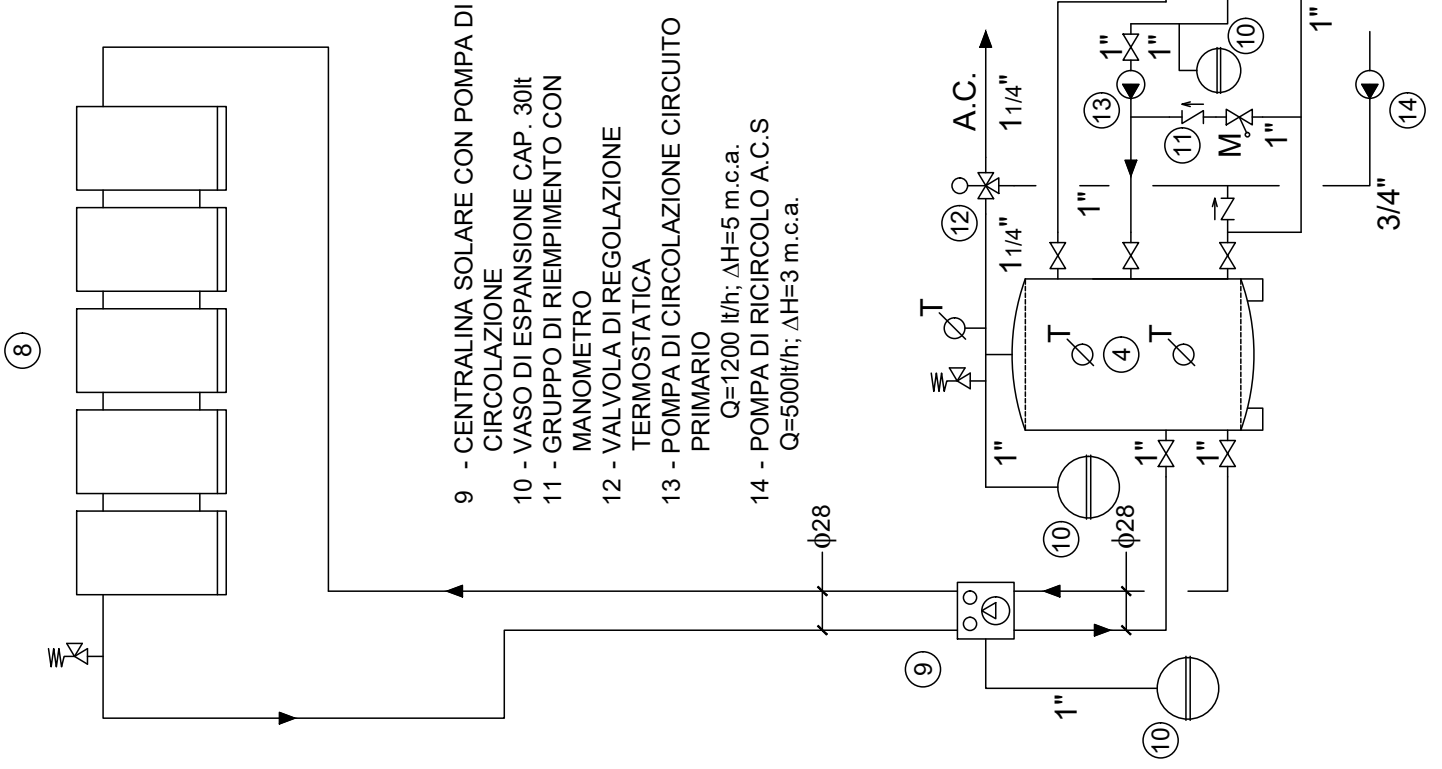 8
9 - CENTRALINA SOLARE CON POMPA DI
CIRCOLAZIONE
10 - VASO DI ESPANSIONE CAP. 30lt
11 - GRUPPO DI RIEMPIMENTO CON
MANOMETRO
12 - VALVOLA DI REGOLAZIONE
TERMOSTATICA
13 - POMPA DI CIRCOLAZIONE CIRCUITO
PRIMARIO
Q=1200 lt/h; ΔH=5 m.c.a.
14 - POMPA DI RICIRCOLO A.C.S
Q=500lt/h; ΔH=3 m.c.a.
ϕ28
ϕ28
9
10
1"
10
1"
1"
1"
T
T
4
T
12
1 1/4"
A.C.
1 1/4"
1"
13
1"
1"
10
11
M
1"
1"
14
3/4"